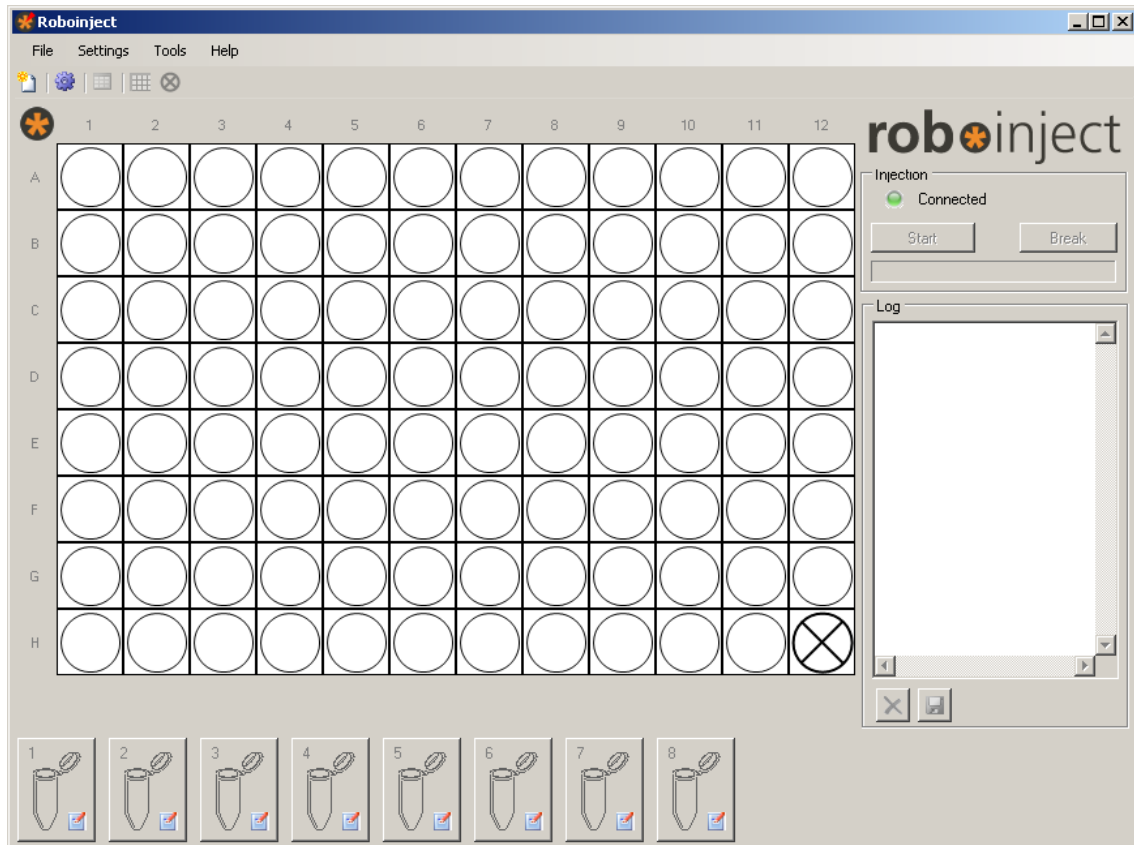 Roboinject
File Settings Tools Help
1 2 3 4 5 6 7 8 9 10 11 12
roboinject
A
B
C
D
E
F
G
H
Injection
Connected
Start Break
Log
1 2 3 4 5 6 7 8